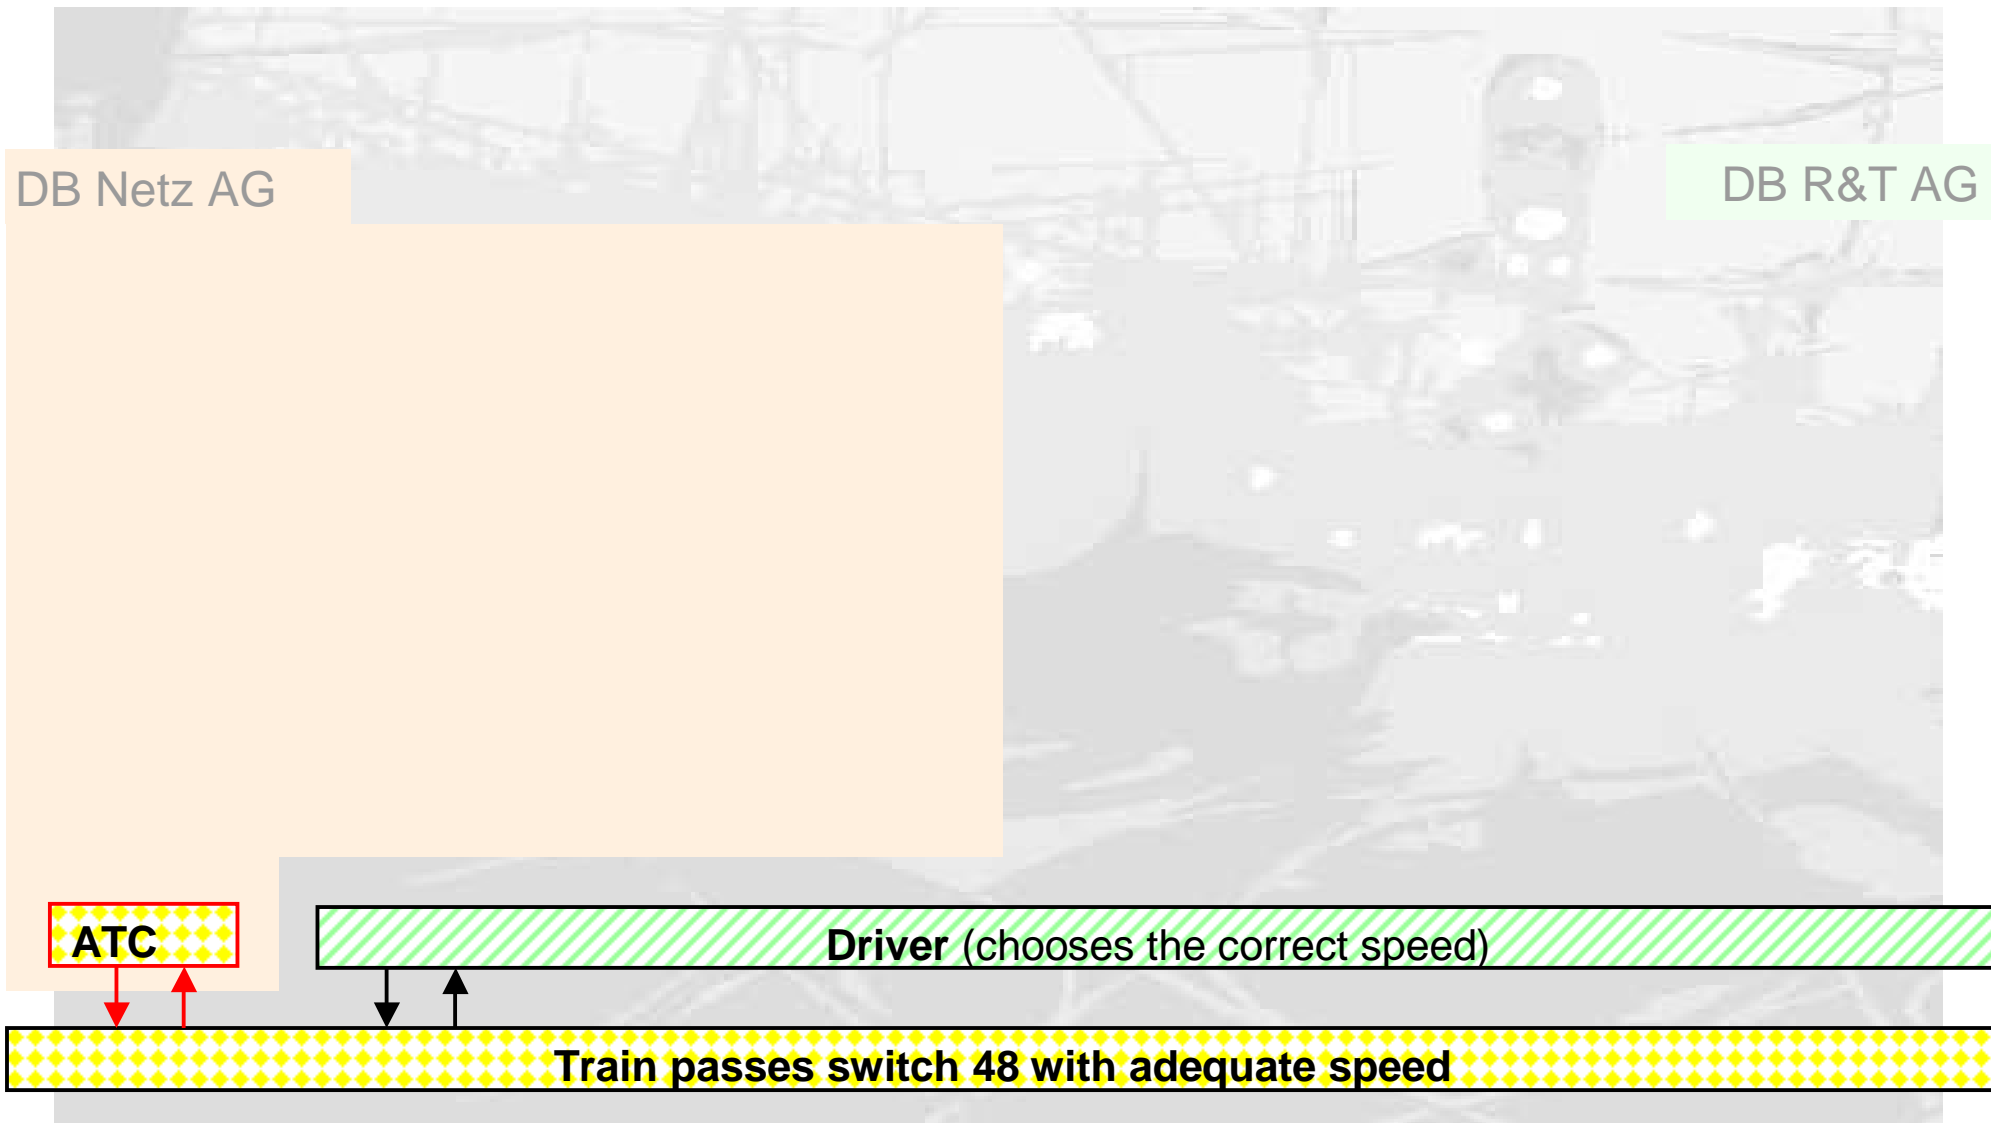 DB Netz AG
DB R&T AG
ATC
Driver (chooses the correct speed)
Train passes switch 48 with adequate speed